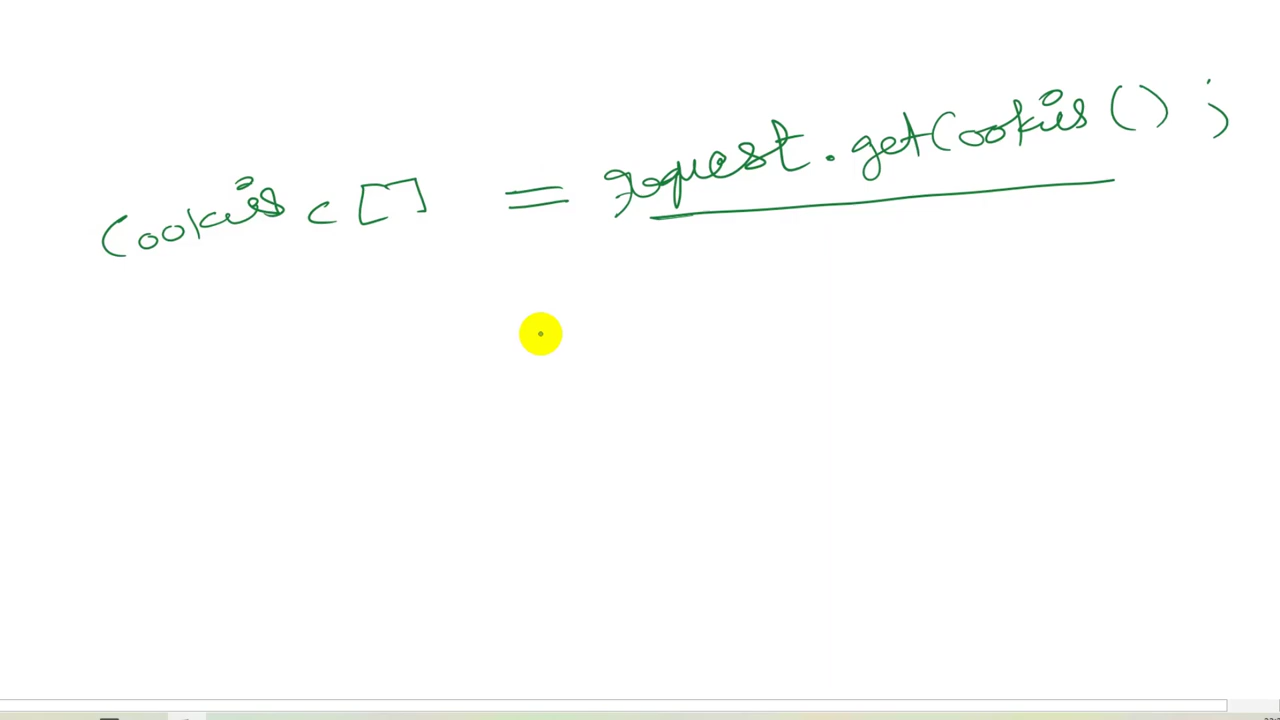 Cookies c [] = request.getCookies() ;